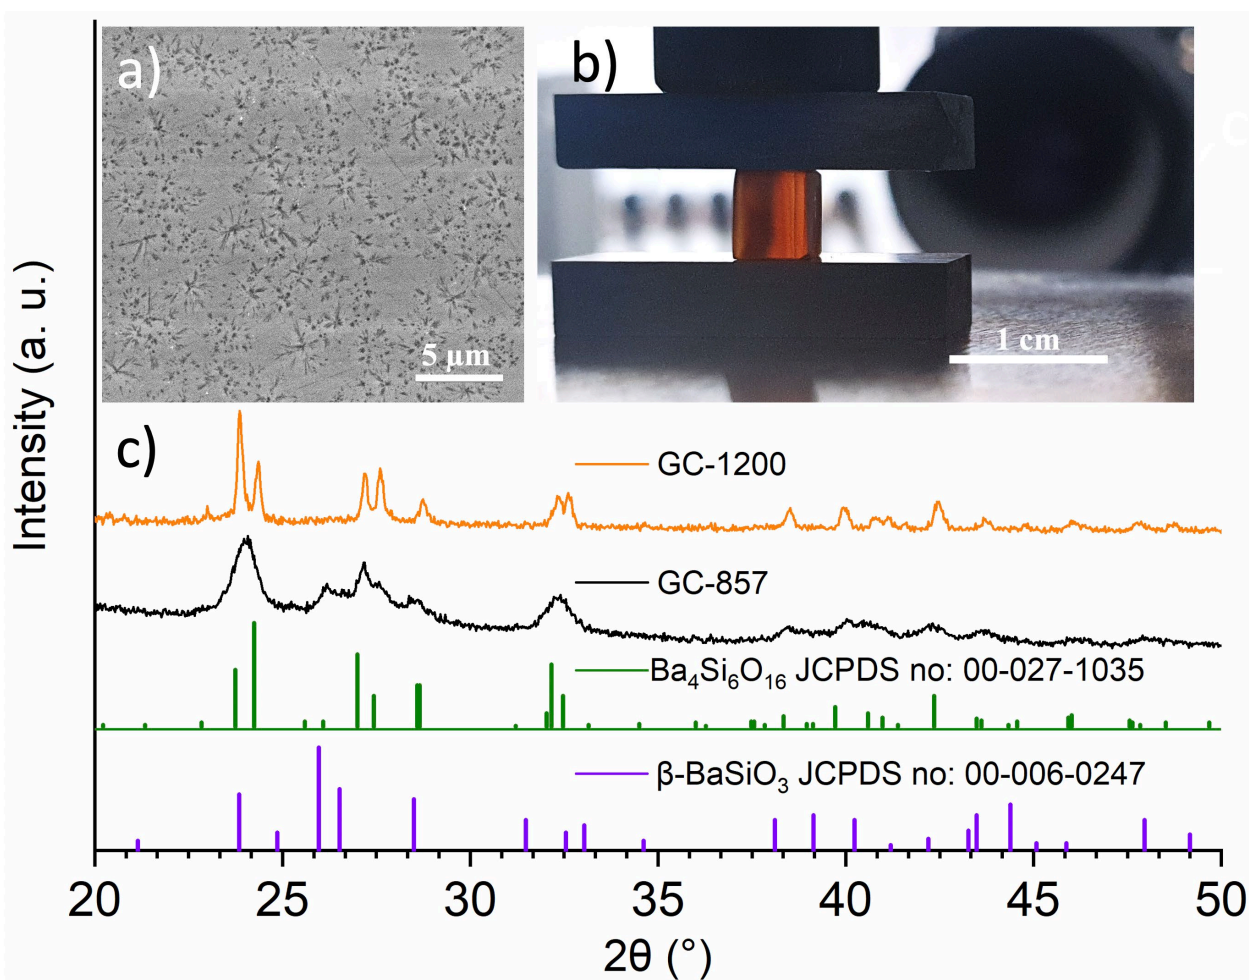 a)
b)
5 µm
1 cm
c)
GC-1200
GC-857
Ba4Si6O16 JCPDS no: 00-027-1035
β-BaSiO3 JCPDS no: 00-006-0247
Intensity (a. u.)
20 25 30 35 40 45 50
2θ (°)